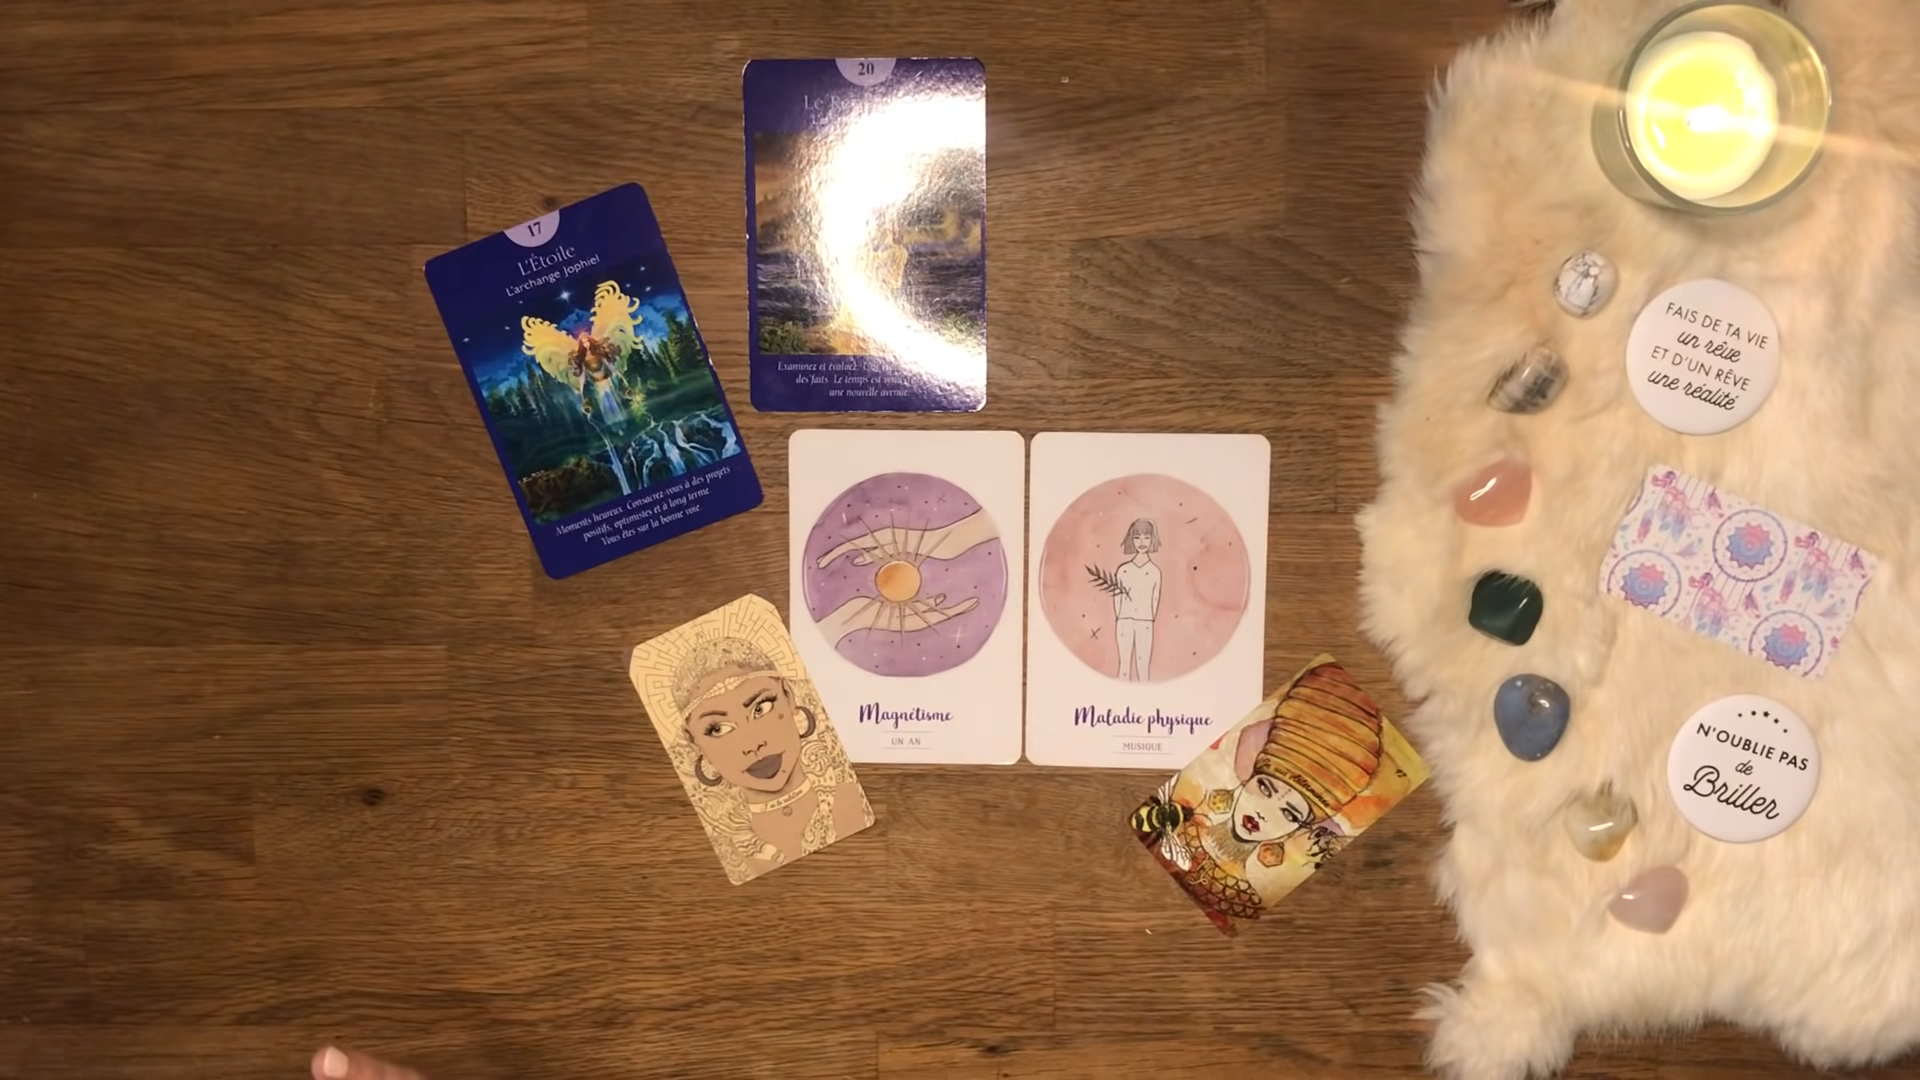 20
Le
Examinez et évaluez.
des faits. Le temps est
une nouvelle avenue.
17
L'Étoile
L'archange Jophiel
Moments heureux. Consacrez-vous à des projets
positifs, optimistes et à long terme.
Vous êtes sur la bonne voie.
Magnétisme
UN AN
Maladie physique
MUSIQUE
FAIS DE TA VIE
un rêve
ET D'UN RÊVE
une réalité
N'OUBLIE PAS
de
Briller